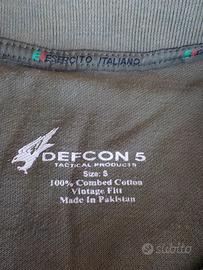 ESERCITO ITALIANO
DEFCON 5
TACTICAL PRODUCTS
Size: S
100% Combed Cotton
Vintage Fitt
Made In Pakistan
subito